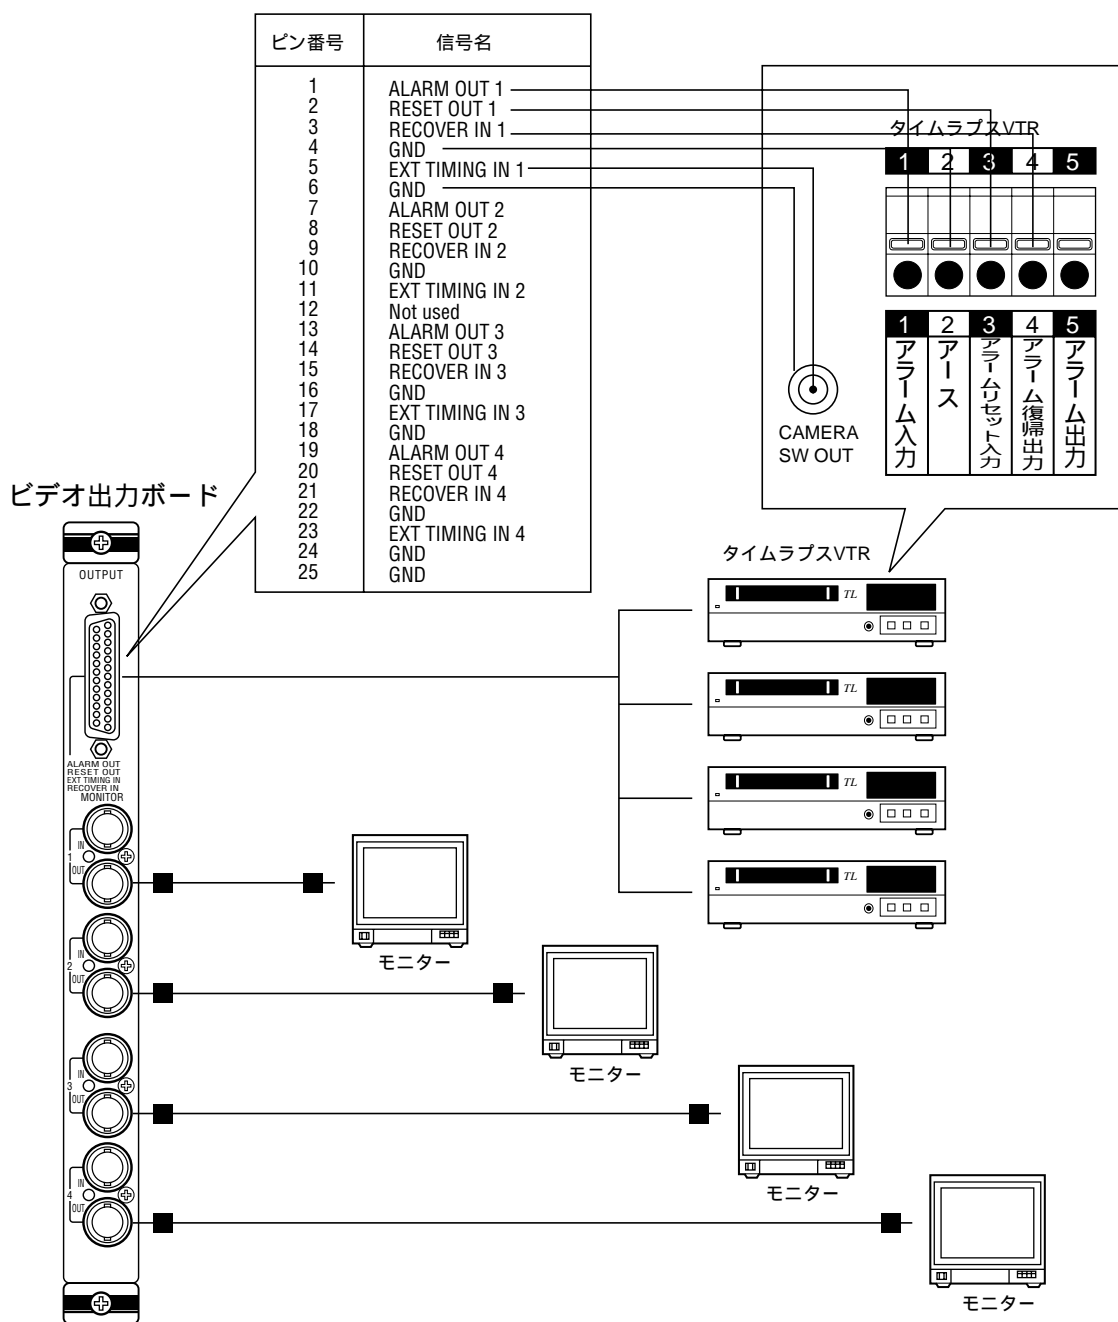 ピン番号 信号名
1 ALARM OUT 1
2 RESET OUT 1
3 RECOVER IN 1
4 GND
5 EXT TIMING IN 1
6 GND
7 ALARM OUT 2
8 RESET OUT 2
9 RECOVER IN 2
10 GND
11 EXT TIMING IN 2
12 Not used
13 ALARM OUT 3
14 RESET OUT 3
15 RECOVER IN 3
16 GND
17 EXT TIMING IN 3
18 GND
19 ALARM OUT 4
20 RESET OUT 4
21 RECOVER IN 4
22 GND
23 EXT TIMING IN 4
24 GND
25 GND
タイムラプスVTR
1 2 3 4 5
1 2 3 4 5
アラーム入力
アース
アラームリセット入力
アラーム復帰出力
アラーム出力
CAMERA
SW OUT
ビデオ出力ボード
OUTPUT
ALARM OUT
RESET OUT
EXT TIMING IN
RECOVER IN
MONITOR
IN
1
OUT
IN
2
OUT
IN
3
OUT
IN
4
OUT
タイムラプスVTR
TL
TL
TL
TL
モニター
モニター
モニター
モニター